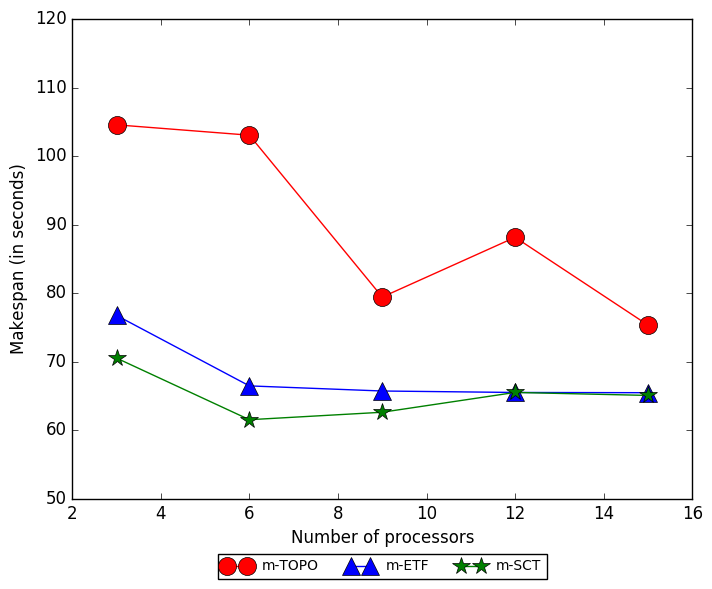 120
110
100
90
80
70
60
50
Makespan (in seconds)
2 4 6 8 10 12 14 16
Number of processors
m-TOPO m-ETF m-SCT